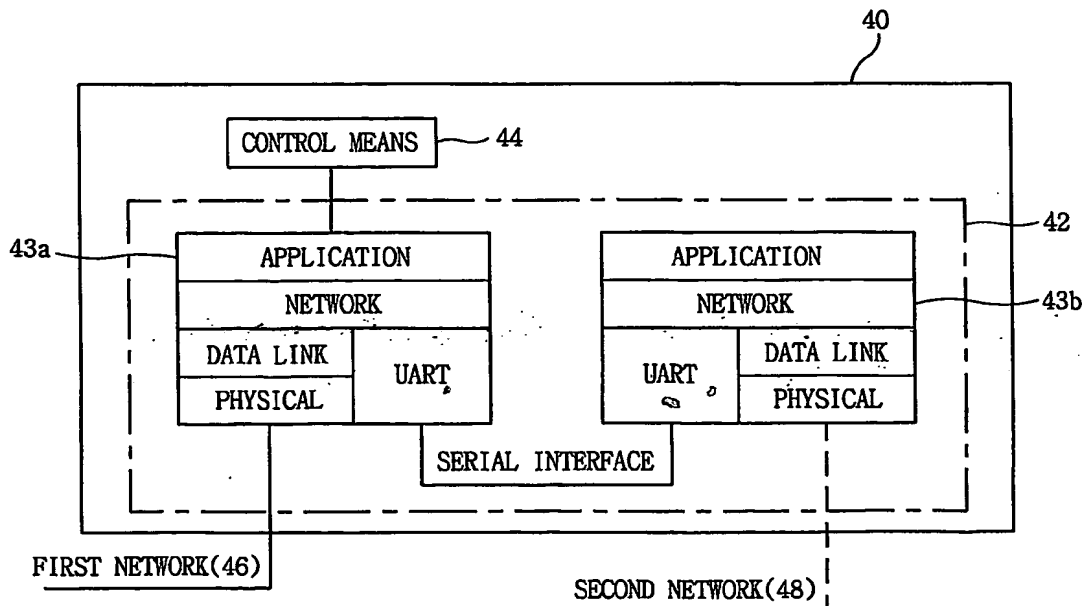 40
CONTROL MEANS
44
42
43a
APPLICATION
NETWORK
DATA LINK
PHYSICAL
UART
APPLICATION
NETWORK
43b
UART
DATA LINK
PHYSICAL
SERIAL INTERFACE
FIRST NETWORK(46)
SECOND NETWORK(48)